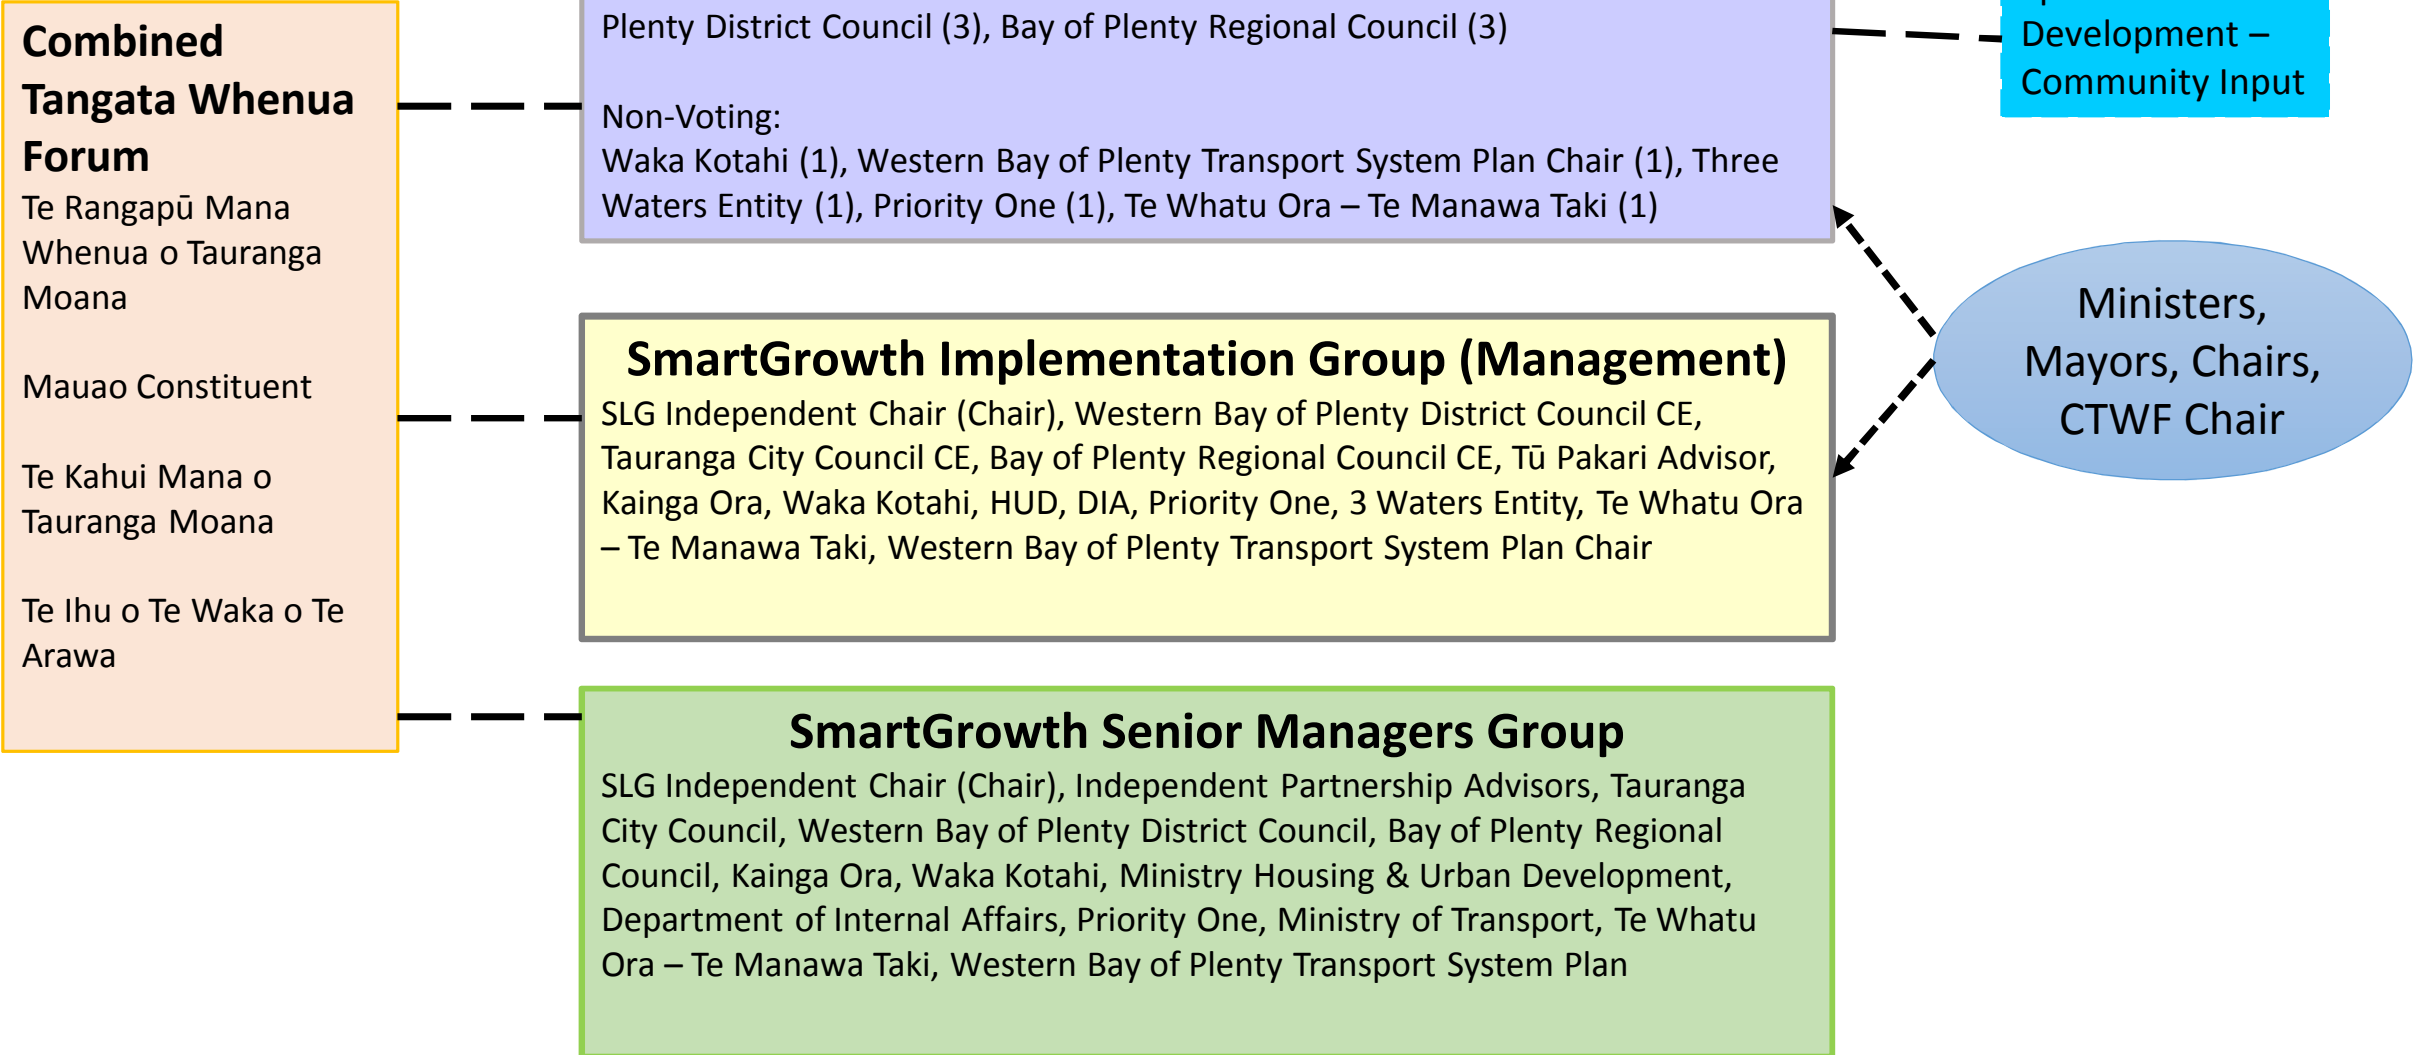 Combined
Tangata Whenua
Forum
Te Rangapū Mana
Whenua o Tauranga
Moana
Mauao Constituent
Te Kahui Mana o
Tauranga Moana
Te Ihu o Te Waka o Te
Arawa
Plenty District Council (3), Bay of Plenty Regional Council (3)
Non-Voting:
Waka Kotahi (1), Western Bay of Plenty Transport System Plan Chair (1), Three
Waters Entity (1), Priority One (1), Te Whatu Ora – Te Manawa Taki (1)
Development –
Community Input
Ministers,
Mayors, Chairs,
CTWF Chair
SmartGrowth Implementation Group (Management)
SLG Independent Chair (Chair), Western Bay of Plenty District Council CE,
Tauranga City Council CE, Bay of Plenty Regional Council CE, Tū Pakari Advisor,
Kainga Ora, Waka Kotahi, HUD, DIA, Priority One, 3 Waters Entity, Te Whatu Ora
– Te Manawa Taki, Western Bay of Plenty Transport System Plan Chair
SmartGrowth Senior Managers Group
SLG Independent Chair (Chair), Independent Partnership Advisors, Tauranga
City Council, Western Bay of Plenty District Council, Bay of Plenty Regional
Council, Kainga Ora, Waka Kotahi, Ministry Housing & Urban Development,
Department of Internal Affairs, Priority One, Ministry of Transport, Te Whatu
Ora – Te Manawa Taki, Western Bay of Plenty Transport System Plan